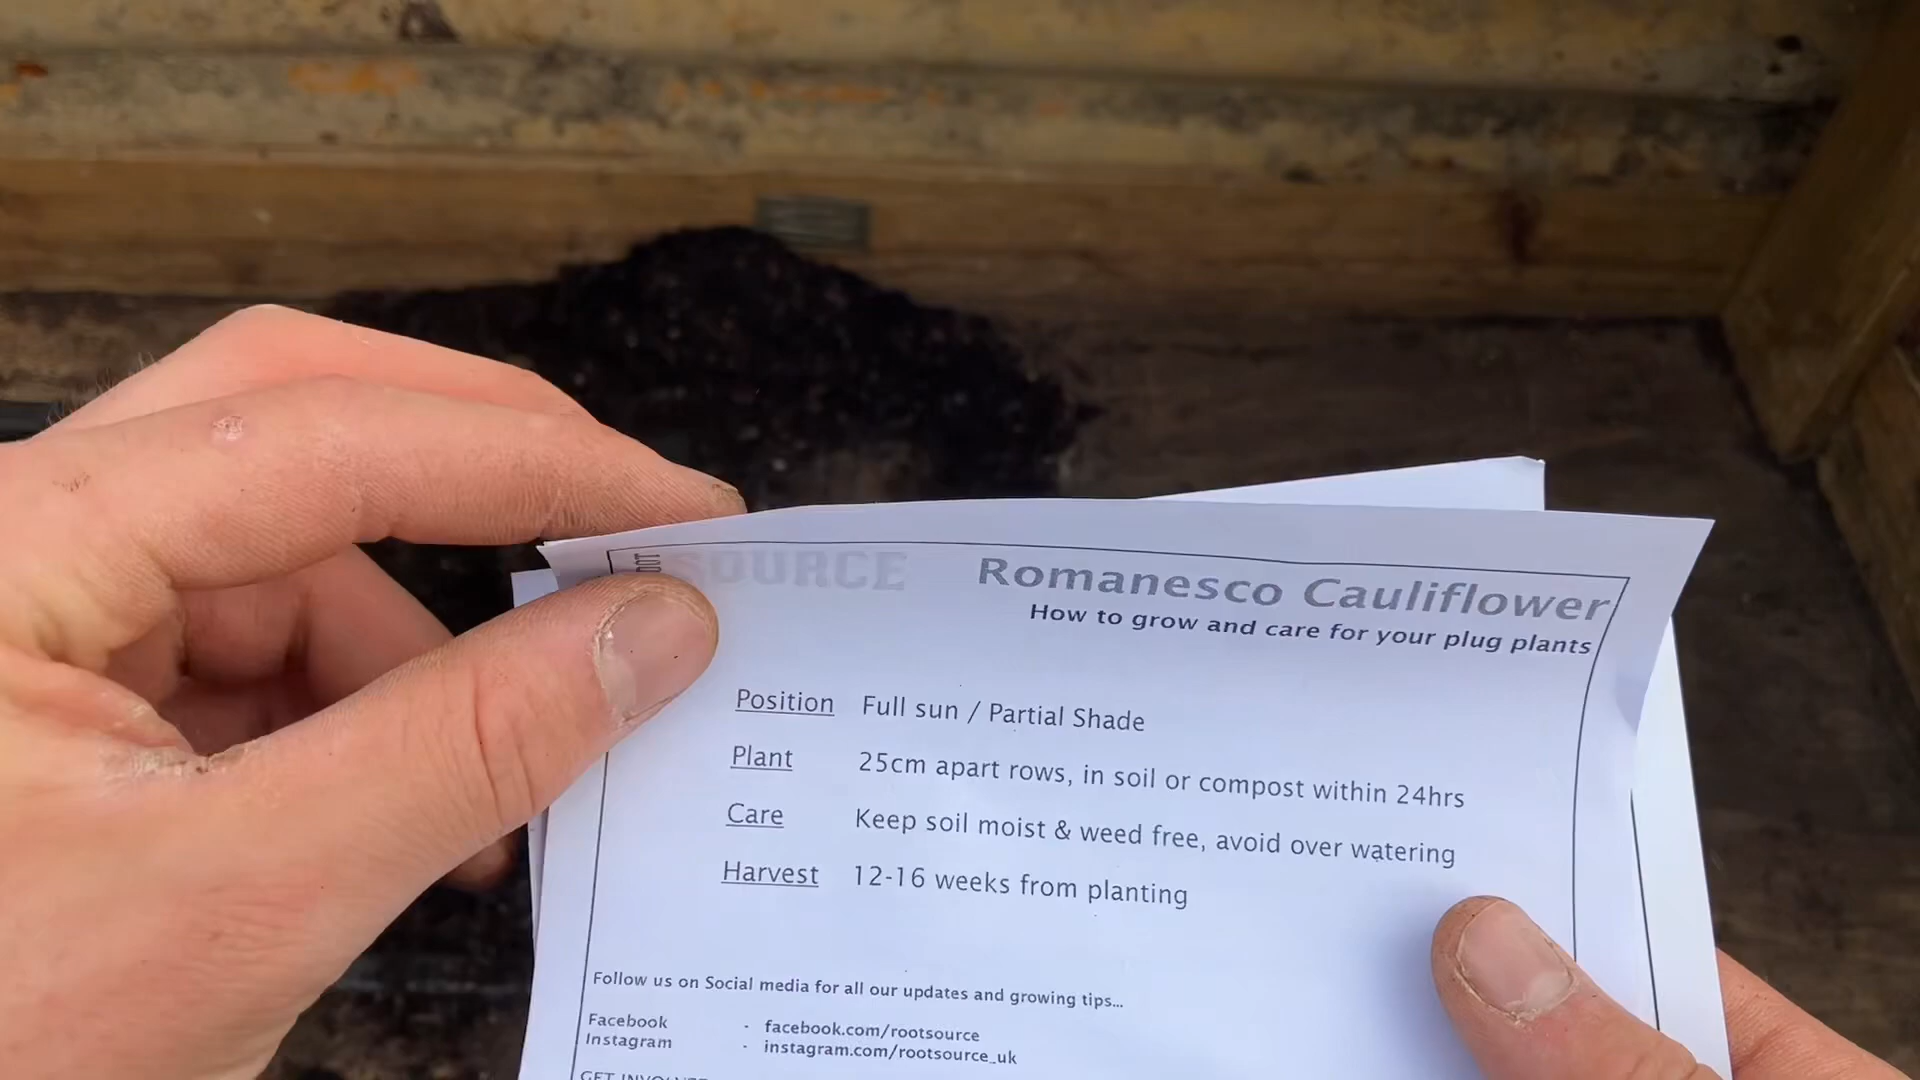 SOURCE
Romanesco Cauliflower
How to grow and care for your plug plants
Position Full sun / Partial Shade
Plant 25cm apart rows, in soil or compost within 24hrs
Care Keep soil moist & weed free, avoid over watering
Harvest 12-16 weeks from planting
Follow us on Social media for all our updates and growing tips...
Facebook - facebook.com/rootsource
Instagram - instagram.com/rootsource_uk